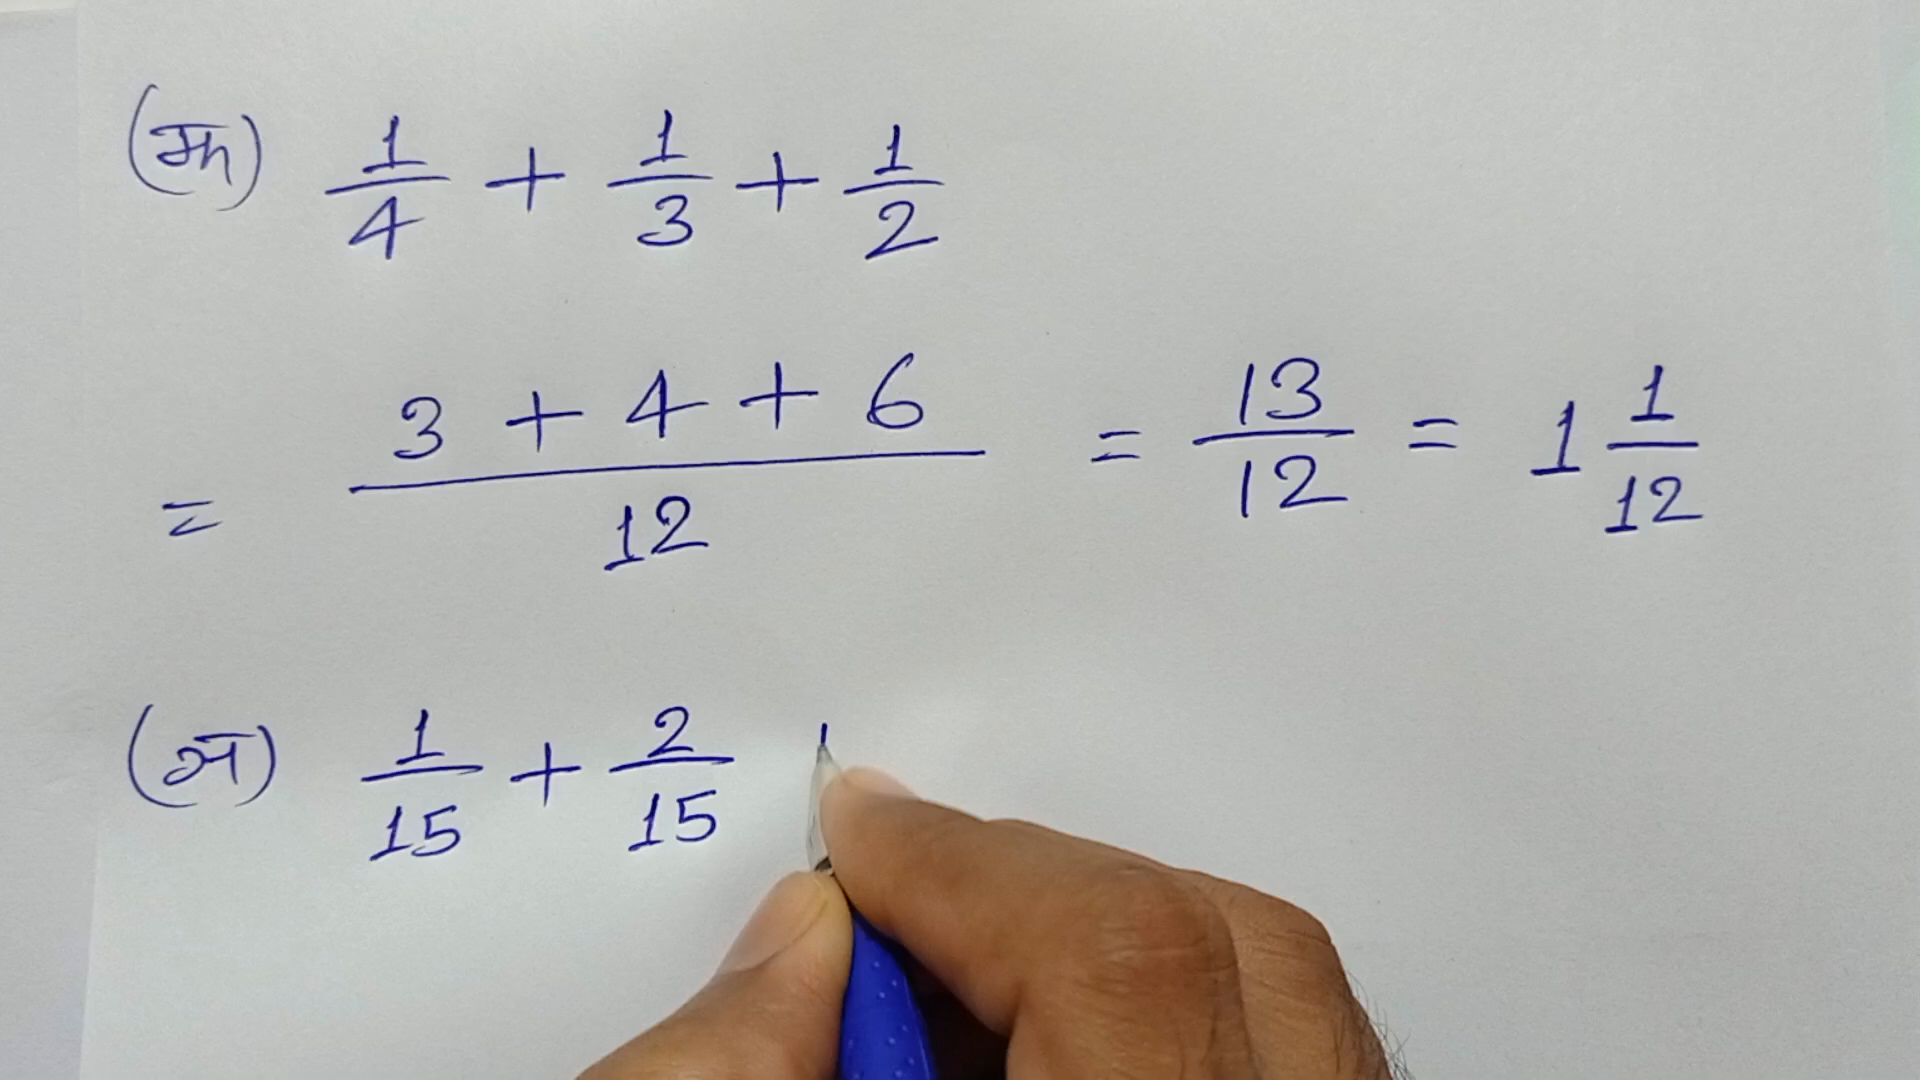 (झ) 1/4 + 1/3 + 1/2
= 3 + 4 + 6 / 12 = 13/12 = 1 1/12
(ञ) 1/15 + 2/15